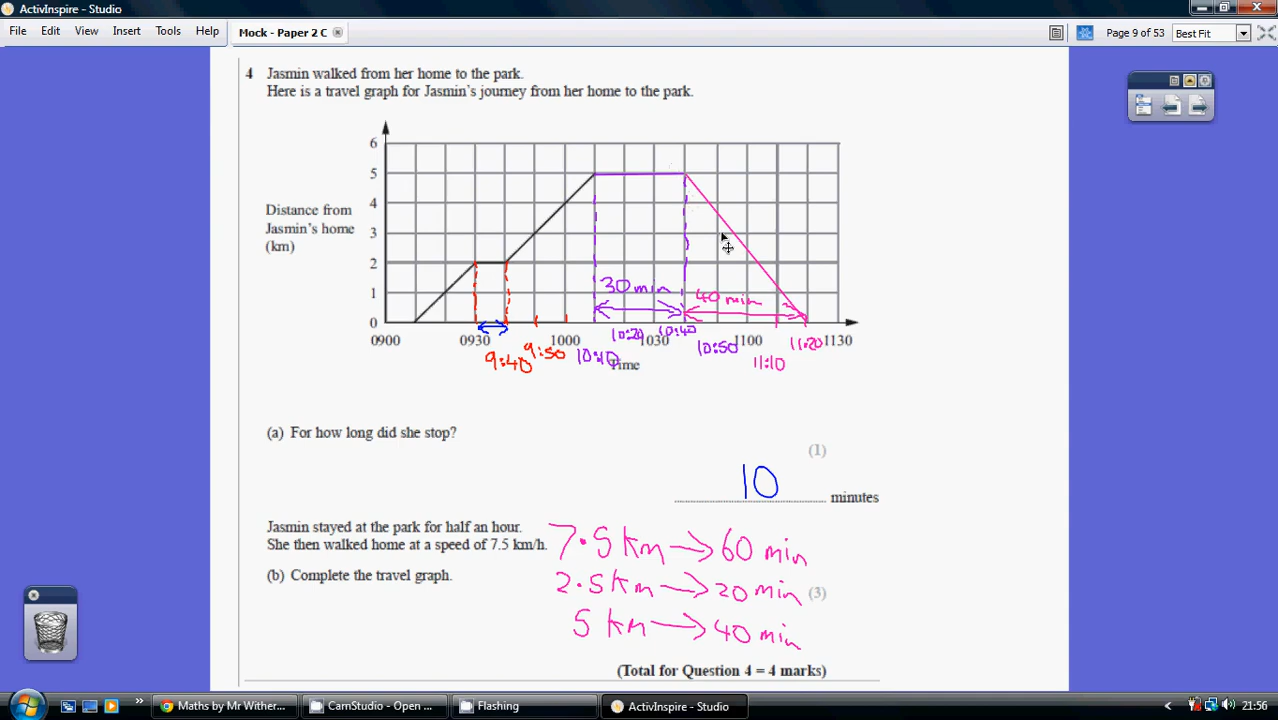 ActivInspire - Studio
File Edit View Insert Tools Help
Mock - Paper 2 C
Page 9 of 53
Best Fit
4 Jasmin walked from her home to the park.
Here is a travel graph for Jasmin's journey from her home to the park.
6
5
4
3
2
1
0
Distance from
Jasmin's home
(km)
30 min
40 min
0900 0930 1000 1030 1100 1130
9:40 9:50 10:10 10:20 10:40 10:50 11:10 11:20
Time
(a) For how long did she stop?
(1)
10
minutes
Jasmin stayed at the park for half an hour.
She then walked home at a speed of 7.5 km/h.
(b) Complete the travel graph.
(3)
7.5 km → 60 min
2.5 km → 20 min
5 km → 40 min
(Total for Question 4 = 4 marks)
Maths by Mr Wither...
CamStudio - Open ...
Flashing
ActivInspire - Studio
21:56